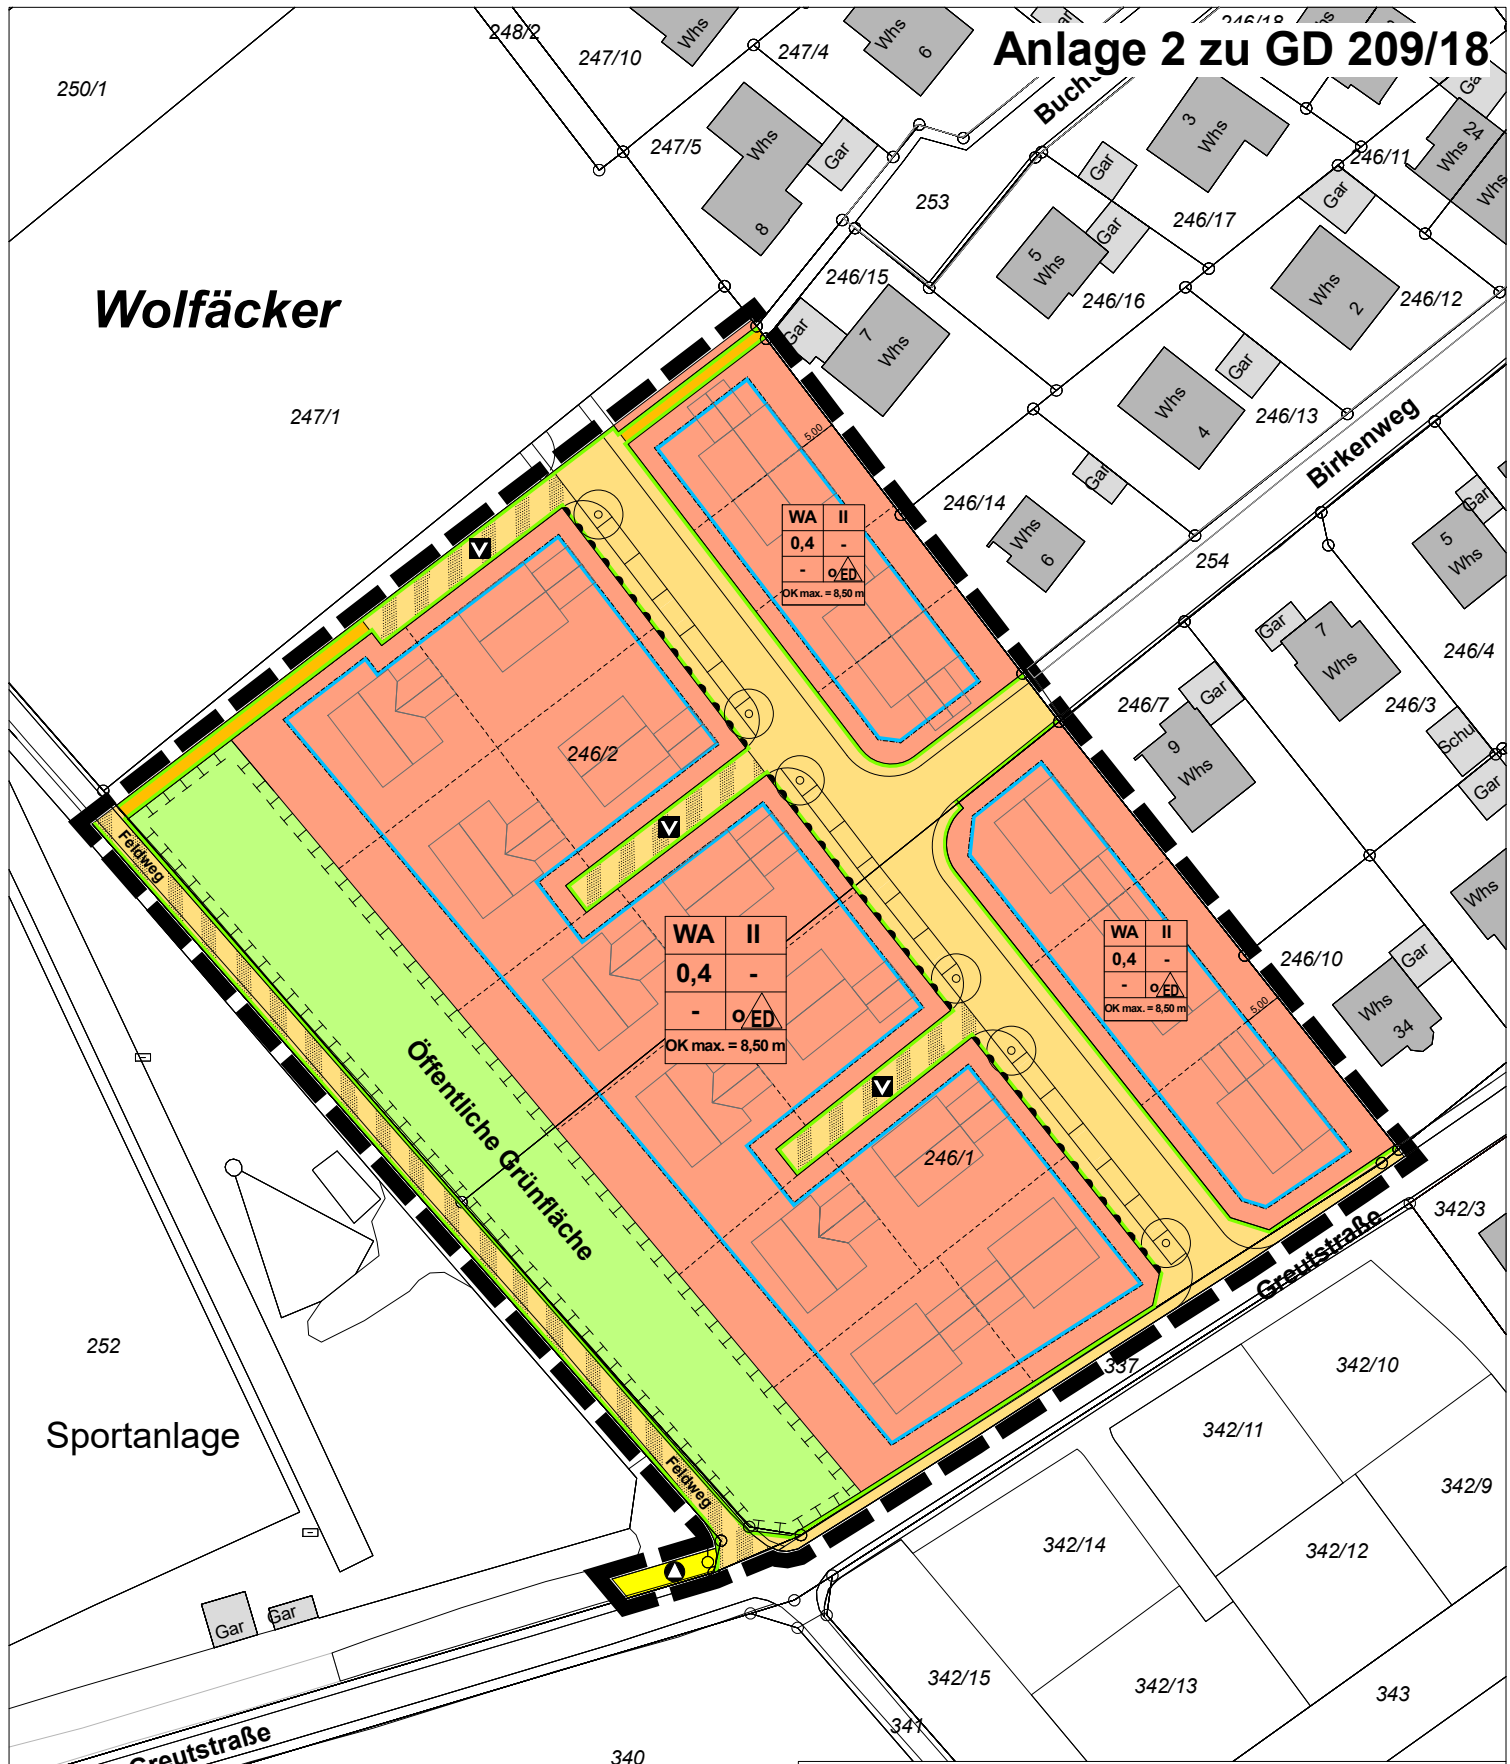 Anlage 2 zu GD 209/18
248/2
247/10
Whs
247/4
Whs
6
246/18
250/1
247/5
Whs
8
Gar
3
Whs
Gar
246/11
Whs 24
Whs
253
Gar
Gar
246/17
5
Whs
Gar
246/15
246/16
Whs
2
246/12
Wolfäcker
Gar
7
Whs
Gar
247/1
Whs
4
246/13
Birkenweg
5,00
Gar
246/14
Whs
6
Gar
5
Whs
254
WA II
0,4 -
- o ED
OK max. = 8,50 m
Gar
7
Whs
246/4
246/7
Gar
246/3
Schu
246/2
9
Whs
Gar
Feldweg
Whs
WA II
0,4 -
- o ED
OK max. = 8,50 m
WA II
0,4 -
- o ED
OK max. = 8,50 m
246/10
Gar
Whs
34
5,00
Öffentliche Grünfläche
246/1
342/3
Greutstraße
252
337
342/10
Sportanlage
342/11
Feldweg
342/9
342/14
342/12
Gar
Gar
342/15
342/13
343
341
Greutstraße
340